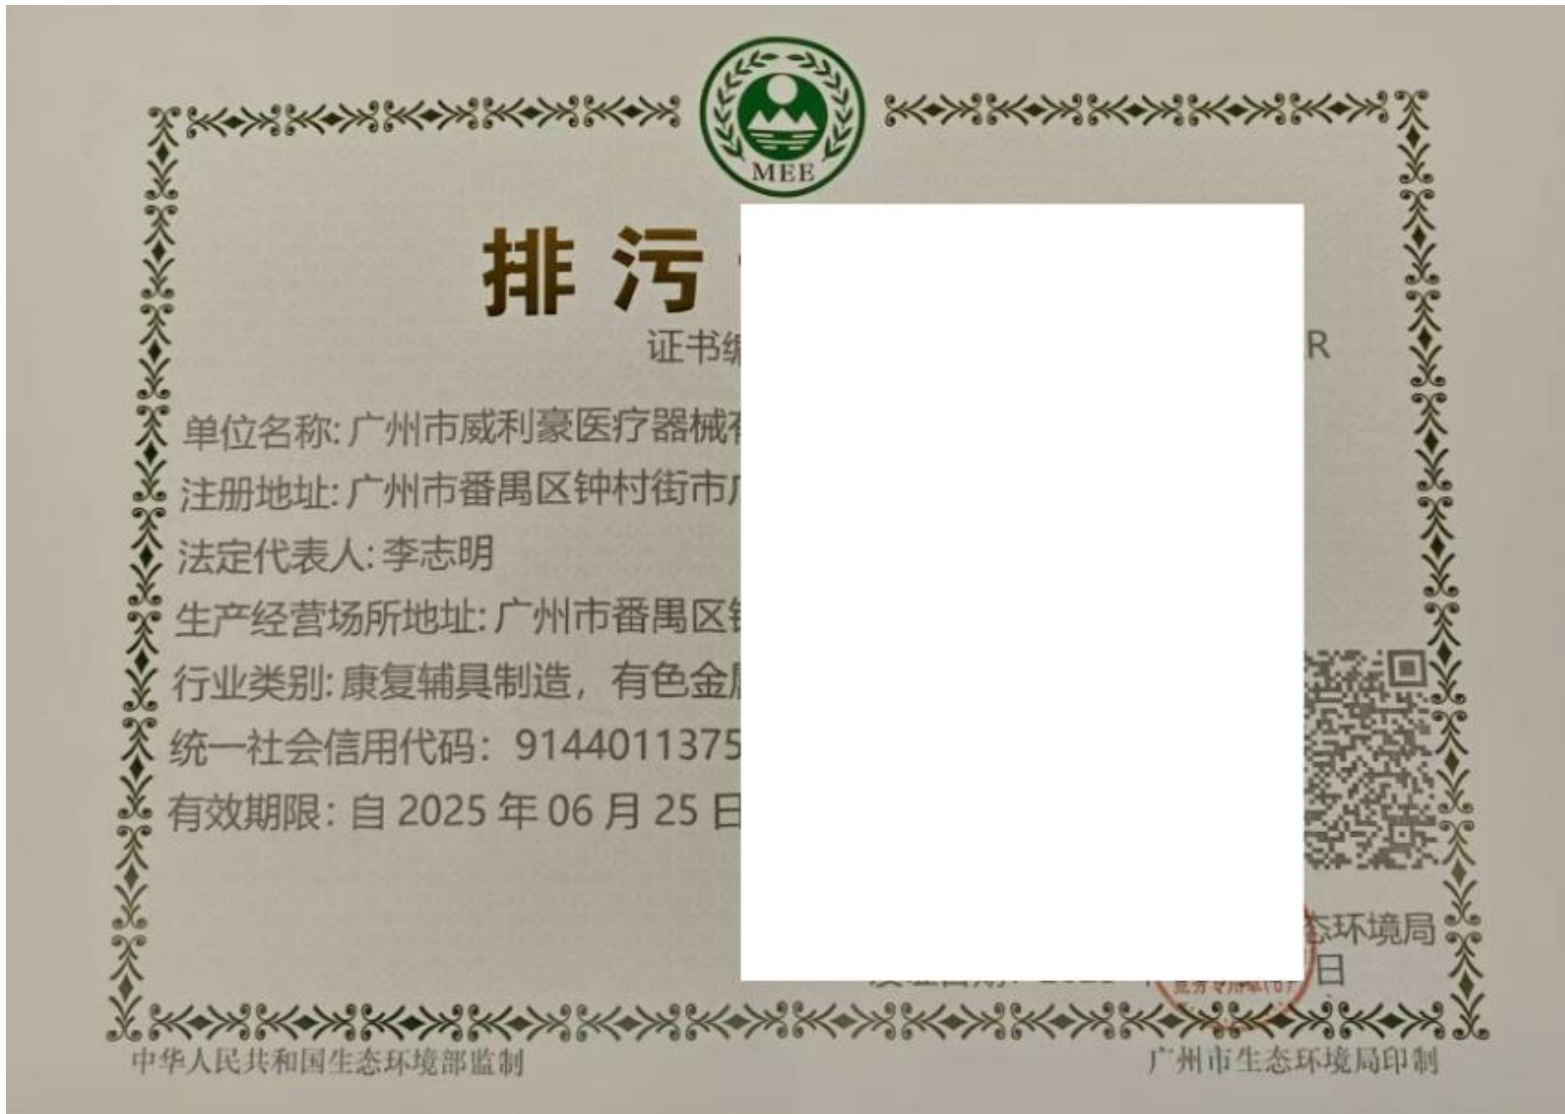 MEE
排污
证书
R
单位名称:广州市威利豪医疗器械
注册地址:广州市番禺区钟村街市
法定代表人:李志明
生产经营场所地址:广州市番禺区
行业类别:康复辅具制造，有色金
统一社会信用代码：9144011375
有效期限：自 2025 年 06 月 25 日
态环境局
日
中华人民共和国生态环境部监制
广州市生态环境局印制